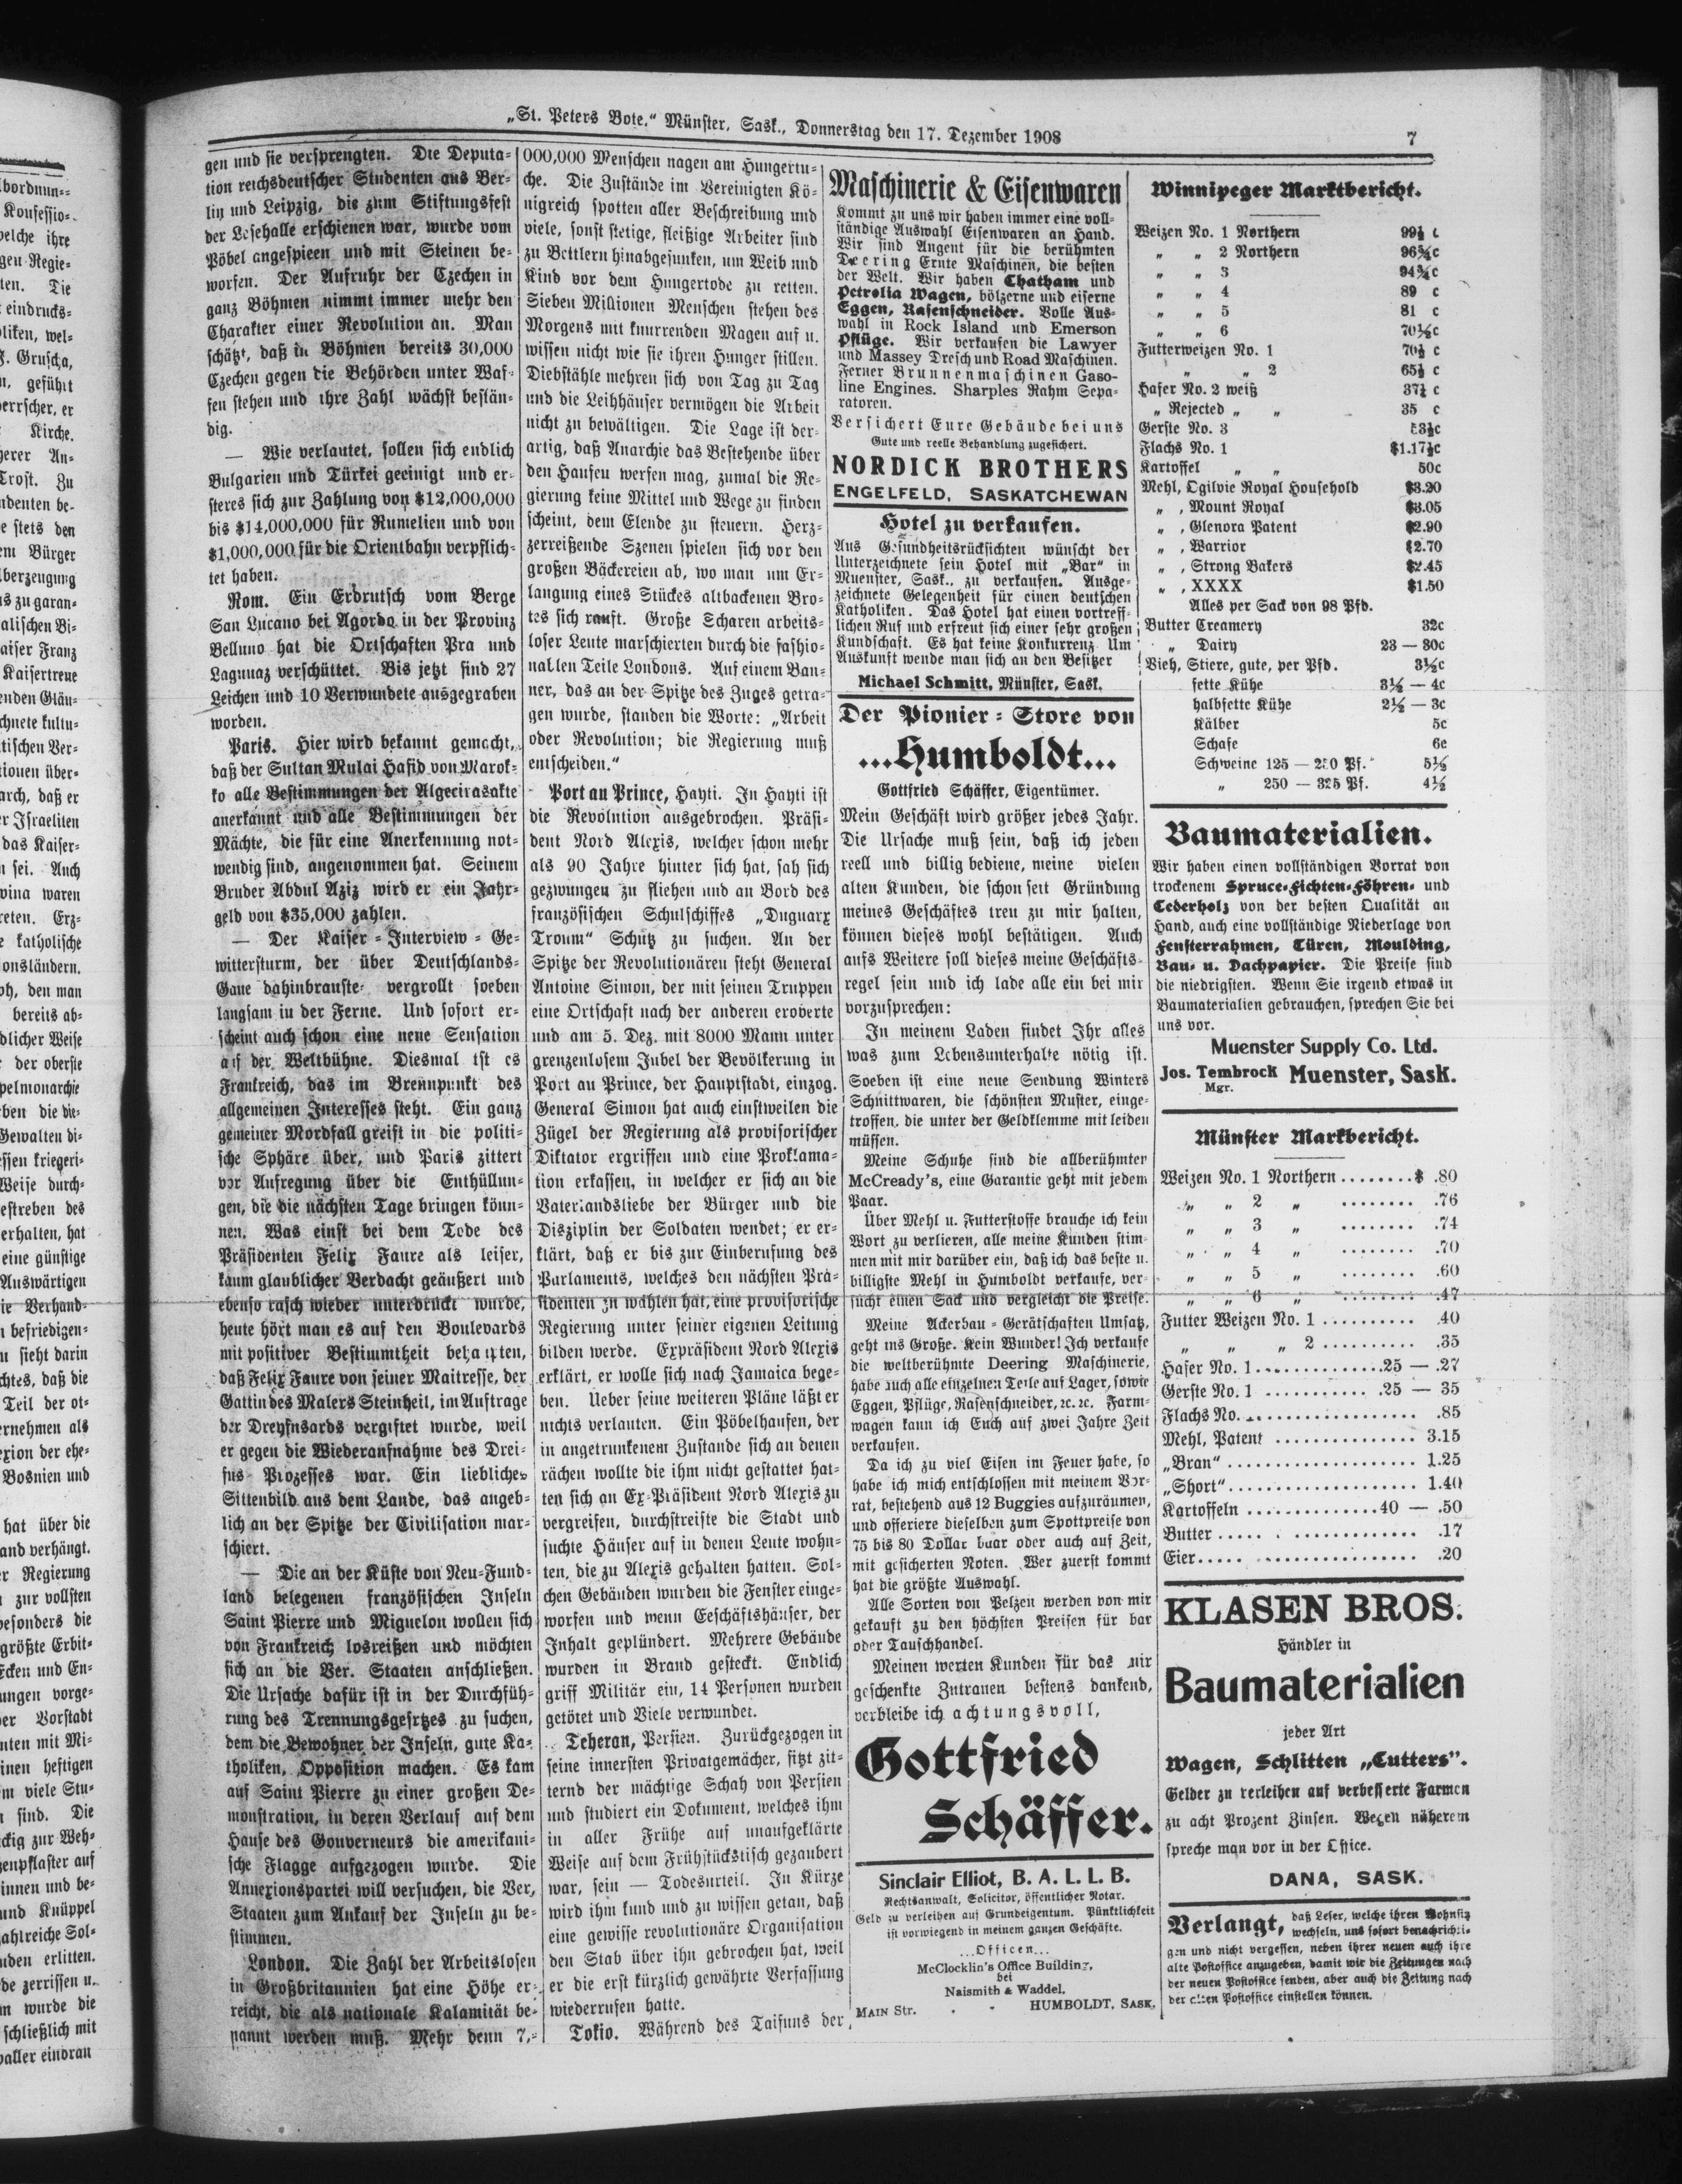 „St. Peters Bote.“ Münster, Sask., Donnerstag den 17. Dezember 1908
7
gen und sie versprengten. Die Deputa-
tion reichsdeutscher Studenten aus Ber-
lin und Leipzig, die zum Stiftungsfest
der Lesehalle erschienen war, wurde vom
Pöbel angespieen und mit Steinen be-
worfen. Der Aufruhr der Czechen in
ganz Böhmen nimmt immer mehr den
Charakter einer Revolution an. Man
schätzt, daß in Böhmen bereits 30,000
Czechen gegen die Behörden unter Waf-
fen stehen und ihre Zahl wächst bestän-
dig.
— Wie verlautet, sollen sich endlich
Bulgarien und Türkei geeinigt und er-
steres sich zur Zahlung von $12,000,000
bis $14,000,000 für Rumelien und von
$1,000,000 für die Orientbahn verpflich-
tet haben.
Rom. Ein Erdrutsch vom Berge
San Lucano bei Agordo in der Provinz
Belluno hat die Ortschaften Pra und
Lagunaz verschüttet. Bis jetzt sind 27
Leichen und 10 Verwundete ausgegraben
worden.
Paris. Hier wird bekannt gemacht,
daß der Sultan Mulai Hafid von Marok-
ko alle Bestimmungen der Algecirasakte
anerkannt und alle Bestimmungen der
Mächte, die für eine Anerkennung not-
wendig sind, angenommen hat. Seinem
Bruder Abdul Aziz wird er ein Jahr-
geld von $35,000 zahlen.
— Der Kaiser - Interview - Ge-
wittersturm, der über Deutschlands
Gaue dahinbrauste vergrollt soeben
langsam in der Ferne. Und sofort er-
scheint auch schon eine neue Sensation
auf der Weltbühne. Diesmal ist es
Frankreich, das im Brennpunkt des
allgemeinen Interesses steht. Ein ganz
gemeiner Mordfall greift in die politi-
sche Sphäre über, und Paris zittert
vor Aufregung über die Enthüllun-
gen, die die nächsten Tage bringen könn-
nen. Was einst bei dem Tode des
Präsidenten Felix Faure als leiser,
kaum glaublicher Verdacht geäußert und
ebenso rasch wieder unterdrückt wurde,
heute hört man es auf den Boulevards
mit positiver Bestimmtheit behaupten,
daß Felix Faure von seiner Maitresse, der
Gattin des Malers Steinheil, im Auftrage
der Dreyfusards vergiftet wurde, weil
er gegen die Wiederaufnahme des Drei-
fus Prozesses war. Ein liebliches
Sittenbild aus dem Lande, das angeb-
lich an der Spitze der Civilisation mar-
schiert.
— Die an der Küste von Neu-Fund-
land belegenen französischen Inseln
Saint Pierre und Miquelon wollen sich
von Frankreich losreißen und möchten
sich an die Ver. Staaten anschließen.
Die Ursache dafür ist in der Durchfüh-
rung des Trennungsgesetzes zu suchen,
dem die Bewohner der Inseln, gute Ka-
tholiken, Opposition machen. Es kam
auf Saint Pierre zu einer großen De-
monstration, in deren Verlauf auf dem
Hause des Gouverneurs die amerikani-
sche Flagge aufgezogen wurde. Die
Annexionspartei will versuchen, die Ver,
Staaten zum Ankauf der Inseln zu be-
stimmen.
London. Die Zahl der Arbeitslosen
in Großbritannien hat eine Höhe er-
reicht, die als nationale Kalamität be-
nannt werden muß. Mehr denn 7,-
000,000 Menschen nagen am Hungertu-
che. Die Zustände im Vereinigten Kö-
nigreich spotten aller Beschreibung und
viele, sonst stetige, fleißige Arbeiter sind
zu Bettlern hinabgesunken, um Weib und
Kind vor dem Hungertode zu retten.
Sieben Millionen Menschen stehen des
Morgens mit knurrenden Magen auf u.
wissen nicht wie sie ihren Hunger stillen.
Diebstähle mehren sich von Tag zu Tag
und die Leihhäuser vermögen die Arbeit
nicht zu bewältigen. Die Lage ist der-
artig, daß Anarchie das Bestehende über
den Haufen werfen mag, zumal die Re-
gierung keine Mittel und Wege zu finden
scheint, dem Elende zu steuern. Herz-
zerreißende Szenen spielen sich vor den
großen Bäckereien ab, wo man um Er-
langung eines Stückes altbackenen Bro-
tes sich rauft. Große Scharen arbeits-
loser Leute marschierten durch die fashio-
nablen Teile Londons. Auf einem Ban-
ner, das an der Spitze des Zuges getra-
gen wurde, standen die Worte: „Arbeit
oder Revolution; die Regierung muß
entscheiden.“
Port au Prince, Hayti. In Hayti ist
die Revolution ausgebrochen. Präsi-
dent Nord Alexis, welcher schon mehr
als 90 Jahre hinter sich hat, sah sich
gezwungen zu fliehen und an Bord des
französischen Schulschiffes „Duguarx
Troum“ Schutz zu suchen. An der
Spitze der Revolutionären steht General
Antoine Simon, der mit seinen Truppen
eine Ortschaft nach der anderen eroberte
und am 5. Dez. mit 8000 Mann unter
grenzenlosem Jubel der Bevölkerung in
Port au Prince, der Hauptstadt, einzog.
General Simon hat auch einstweilen die
Zügel der Regierung als provisorischer
Diktator ergriffen und eine Proklama-
tion erlassen, in welcher er sich an die
Vaterlandsliebe der Bürger und die
Disziplin der Soldaten wendet; er er-
klärt, daß er bis zur Einberufung des
Parlaments, welches den nächsten Prä-
sidenten zu wählen hat, eine provisorische
Regierung unter seiner eigenen Leitung
bilden werde. Expräsident Nord Alexis
erklärt, er wolle sich nach Jamaica bege-
ben. Ueber seine weiteren Pläne läßt er
nichts verlauten. Ein Pöbelhaufen, der
in angetrunkenem Zustande sich an denen
rächen wollte die ihm nicht gestattet hat-
ten sich an Ex-Präsident Nord Alexis zu
vergreifen, durchstreifte die Stadt und
suchte Häuser auf in denen Leute wohn-
ten, die zu Alexis gehalten hatten. Sol-
chen Gebäuden wurden die Fenster einge-
worfen und wenn Geschäftshäuser, der
Inhalt geplündert. Mehrere Gebäude
wurden in Brand gesteckt. Endlich
griff Militär ein, 14 Personen wurden
getötet und Viele verwundet.
Teheran, Persien. Zurückgezogen in
seine innersten Privatgemächer, sitzt zit-
ternd der mächtige Schah von Persien
und studiert ein Dokument, welches ihm
in aller Frühe auf unaufgeklärte
Weise auf dem Frühstückstisch gezaubert
war, sein — Todesurteil. In Kürze
wird ihm kund und zu wissen getan, daß
eine gewisse revolutionäre Organisation
den Stab über ihn gebrochen hat, weil
er die erst kürzlich gewährte Verfassung
wiederrufen hatte.
Tokio. Während des Taifuns der
Maschinerie & Eisenwaren
Kommt zu uns wir haben immer eine voll-
ständige Auswahl Eisenwaren an Hand.
Wir sind Angent für die berühmten
Deering Ernte Maschinen, die besten
der Welt. Wir haben Chatham und
Petrolia Wagen, bölzerne und eiserne
Eggen, Rasenschneider. Volle Aus-
wahl in Rock Island und Emerson
Pflüge. Wir verkaufen die Lawyer
und Massey Dresch und Road Maschinen.
Ferner Brunnenmaschinen Gaso-
line Engines. Sharples Rahm Sepa-
ratoren.
Versichert Eure Gebäude bei uns
Gute und reelle Behandlung zugesichert.
NORDICK BROTHERS
ENGELFELD, SASKATCHEWAN
Hotel zu verkaufen.
Aus Gesundheitsrücksichten wünscht der
Unterzeichnete sein Hotel mit „Bar“ in
Muenster, Sask., zu verkaufen. Ausge-
zeichnete Gelegenheit für einen deutschen
Katholiken. Das Hotel hat einen vortreff-
lichen Ruf und erfreut sich einer sehr großen
Kundschaft. Es hat keine Konkurrenz Um
Auskunft wende man sich an den Besitzer
Michael Schmitt, Münster, Sask.
Der Pionier - Store von
...Humboldt...
Gottfried Schäffer, Eigentümer.
Mein Geschäft wird größer jedes Jahr.
Die Ursache muß sein, daß ich jeden
reell und billig bediene, meine vielen
alten Kunden, die schon seit Gründung
meines Geschäftes treu zu mir halten,
können dieses wohl bestätigen. Auch
aufs Weitere soll dieses meine Geschäfts-
regel sein und ich lade alle ein bei mir
vorzusprechen:
In meinem Laden findet Ihr alles
was zum Lebensunterhalte nötig ist.
Soeben ist eine neue Sendung Winters
Schnittwaren, die schönsten Muster, einge-
troffen, die unter der Geldklemme mit leiden
müssen.
Meine Schuhe sind die allberühmten
McCready's, eine Garantie geht mit jedem
Paar.
Über Mehl u. Futterstoffe brauche ich kein
Wort zu verlieren, alle meine Kunden stim-
men mit mir darüber ein, daß ich das beste u.
billigste Mehl in Humboldt verkaufe, ver-
sucht einen Sack und vergleicht die Preise.
Meine Ackerbau - Gerätschaften Umsatz,
geht ins Große. Kein Wunder! Ich verkaufe
die weltberühmte Deering Maschinerie,
habe auch alle einzelnen Teile auf Lager, sowie
Eggen, Pflüge, Rasenschneider, ꝛc. ꝛc. Farm-
wagen kann ich Euch auf zwei Jahre Zeit
verkaufen.
Da ich zu viel Eisen im Feuer habe, so
habe ich mich entschlossen mit meinem Vor-
rat, bestehend aus 12 Buggies aufzuräumen,
und offeriere dieselben zum Spottpreise von
75 bis 80 Dollar baar oder auch auf Zeit,
mit gesicherten Noten. Wer zuerst kommt
hat die größte Auswahl.
Alle Sorten von Pelzen werden von mir
gekauft zu den höchsten Preisen für bar
oder Tauschhandel.
Meinen werten Kunden für das mir
geschenkte Zutrauen bestens dankend,
verbleibe ich achtungsvoll,
Gottfried
Schäffer.
Sinclair Elliot, B. A. L. L. B.
Rechtsanwalt, Solicitor, öffentlicher Notar.
Geld zu verleihen auf Grundeigentum. Pünktlichkeit
ist vorwiegend in meinem ganzen Geschäfte.
...Officen...
McClocklin's Office Building,
bei
Naismith & Waddel,
MAIN Str. HUMBOLDT, SASK.
Winnipeger Marktbericht.
Weizen No. 1 Northern 99½ c
„ „ 2 Northern 96¾c
„ „ 3 94¾c
„ „ 4 89 c
„ „ 5 81 c
„ „ 6 70½c
Futterweizen No. 1 70½ c
„ „ 2 65½ c
Hafer No. 2 weiß 37½ c
„ Rejected „ „ 35 c
Gerste No. 3
Flachs No. 1 $1.17½c
Kartoffel „ „ 50c
Mehl, Ogilvie Royal Household $3.20
„ , Mount Royal $3.05
„ , Glenora Patent $2.90
„ , Warrior $2.70
„ , Strong Bakers $2.45
„ , XXXX $1.50
Alles per Sack von 98 Pfd.
Butter Creamery 32c
„ Dairy 23 — 30c
Vieh, Stiere, gute, per Pfd. 3½c
fette Kühe 3½ — 4c
halbfette Kühe 2½ — 3c
Kälber 5c
Schafe 6c
Schweine 125 — 250 Pf. 5½
„ 250 — 325 Pf. 4½
Baumaterialien.
Wir haben einen vollständigen Vorrat von
trockenem Spruce-Fichten-Föhren- und
Cederholz von der besten Qualität an
Hand, auch eine vollständige Niederlage von
Fensterrahmen, Türen, Moulding,
Bau- u. Dachpapier. Die Preise sind
die niedrigsten. Wenn Sie irgend etwas in
Baumaterialien gebrauchen, sprechen Sie bei
uns vor.
Muenster Supply Co. Ltd.
Jos. Tembrock Muenster, Sask.
Mgr.
Münster Markbericht.
Weizen No. 1 Northern ........$ .80
„ „ 2 „ ........ .76
„ „ 3 „ ........ .74
„ „ 4 „ ........ .70
„ „ 5 „ ........ .60
„ „ 6 „ ........ .47
Futter Weizen No. 1 .......... .40
„ „ „ 2 .......... .35
Hafer No. 1 .............25 — .27
Gerste No. 1 ............ .25 — 35
Flachs No. .................. .85
Mehl, Patent ............... 3.15
„Bran“ .................... 1.25
„Short“ .................... 1.40
Kartoffeln ...............40 — .50
Butter ..... . .............. .17
Eier..... ................. .20
KLASEN BROS.
Händler in
Baumaterialien
jeder Art
Wagen, Schlitten „Cutters“.
Gelder zu verleihen auf verbesserte Farmen
zu acht Prozent Zinsen. Wegen näherem
spreche man vor in der Office.
DANA, SASK.
Verlangt, daß Leser, welche ihren Wohnsitz
wechseln, uns sofort benachrichti-
gen und nicht vergessen, neben ihrer neuen auch ihre
alte Postoffice anzugeben, damit wir die Zeitungen nach
der neuen Postoffice senden, aber auch die Zeitung nach
der alten Postoffice einstellen können.